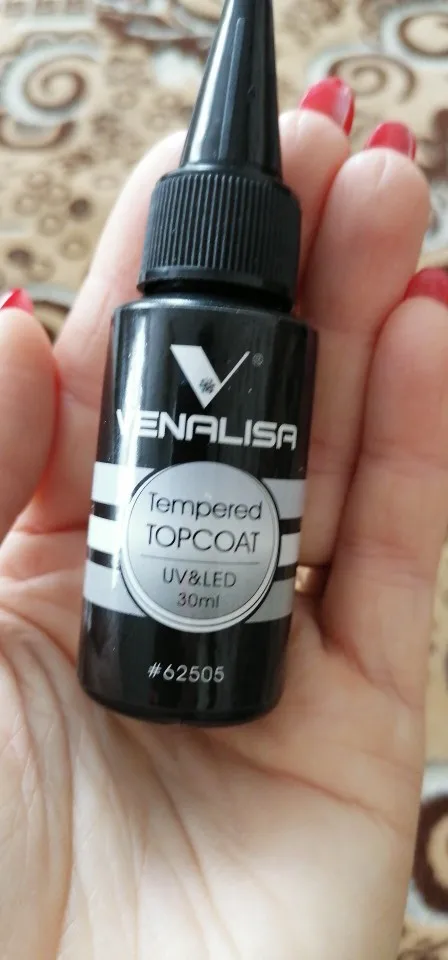 ®
VENALISA
Tempered
TOPCOAT
UV&LED
30ml
#62505